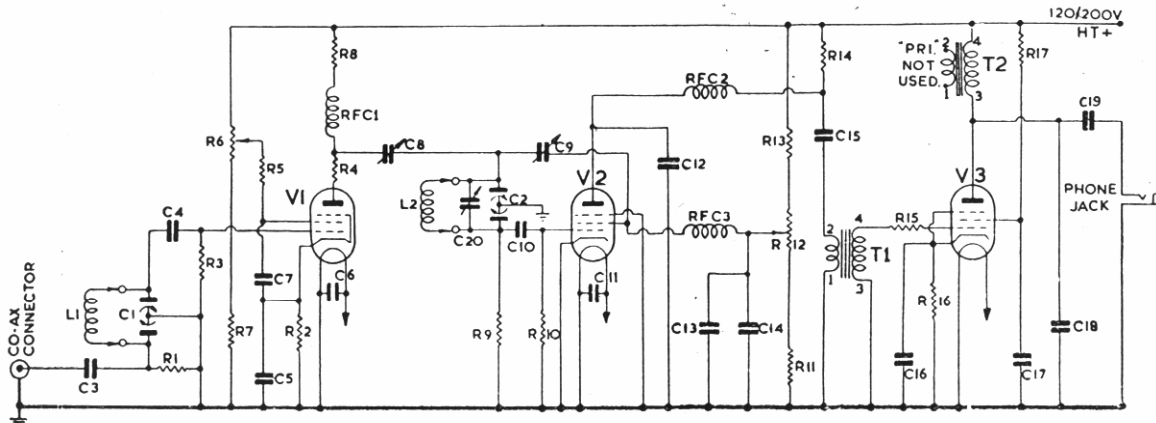 120/200V
HT+
"PRI."
NOT
USED.
2
4
1
3
T2
R17
R8
RFC1
R6
R5
R4
V1
C8
C9
RFC2
R14
C15
C12
R13
V2
C19
V3
PHONE
JACK
C4
R3
L2
C2
C20
C10
RFC3
R12
2
4
1
3
T1
R15
C7
C6
C11
R16
L1
C1
R7
R2
R9
R10
C13
C14
C18
CO-AX
CONNECTOR
C3
R1
C5
R11
C16
C17